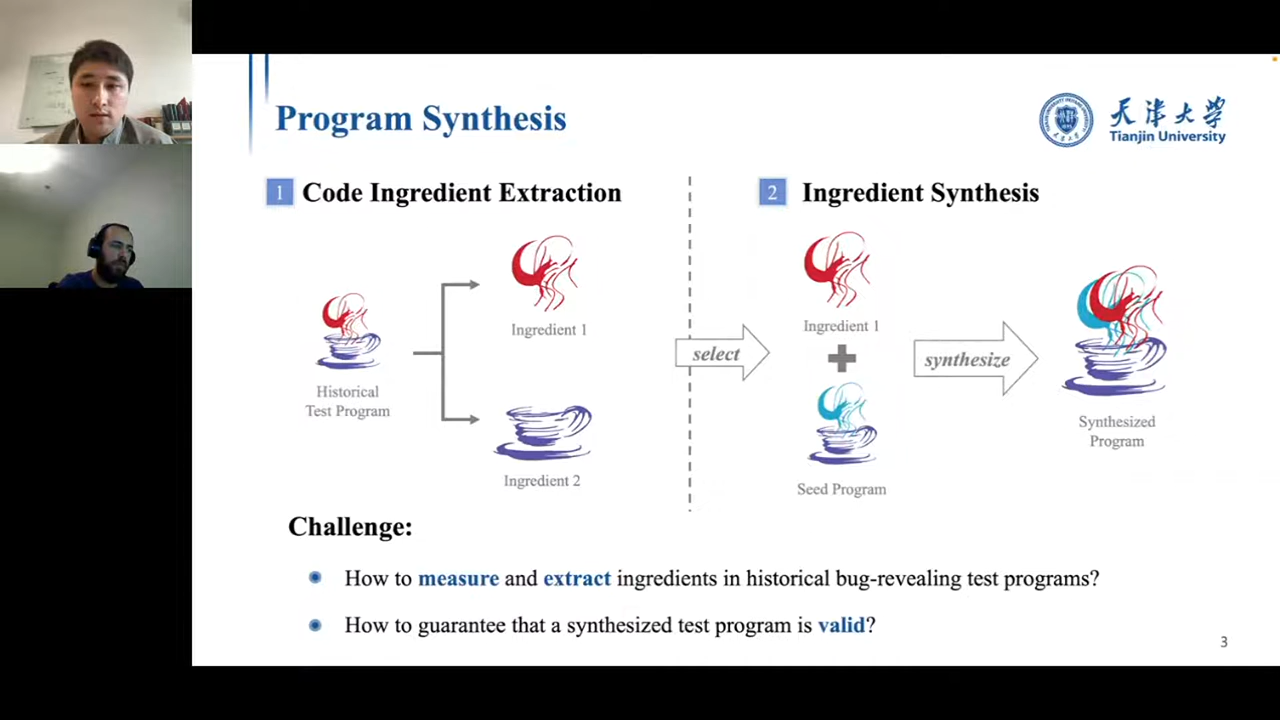 Program Synthesis
天津大学
Tianjin University
1 Code Ingredient Extraction
2 Ingredient Synthesis
Ingredient 1
Historical
Test Program
Ingredient 2
select
Ingredient 1
Seed Program
synthesize
Synthesized
Program
Challenge:
How to measure and extract ingredients in historical bug-revealing test programs?
How to guarantee that a synthesized test program is valid?
3